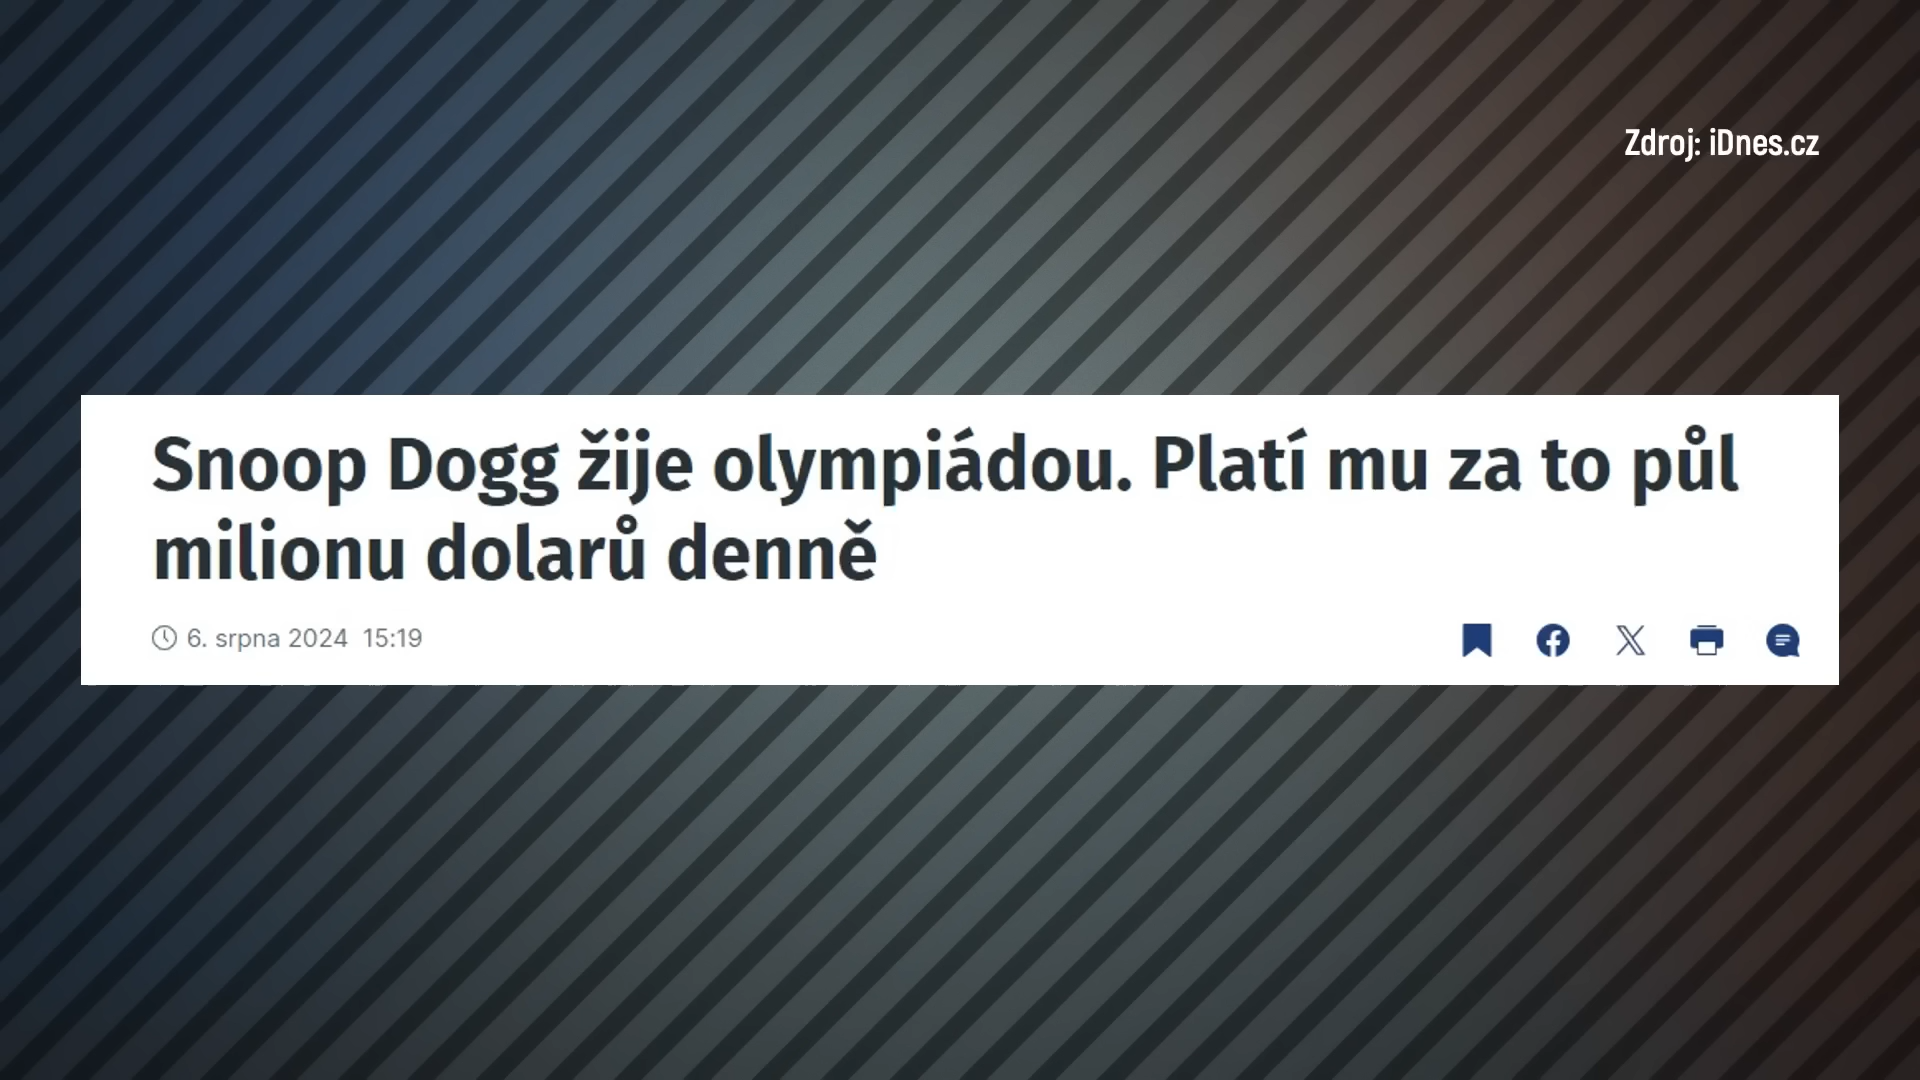 Zdroj: iDnes.cz
Snoop Dogg žije olympiádou. Platí mu za to půl
milionu dolarů denně
6. srpna 2024 15:19